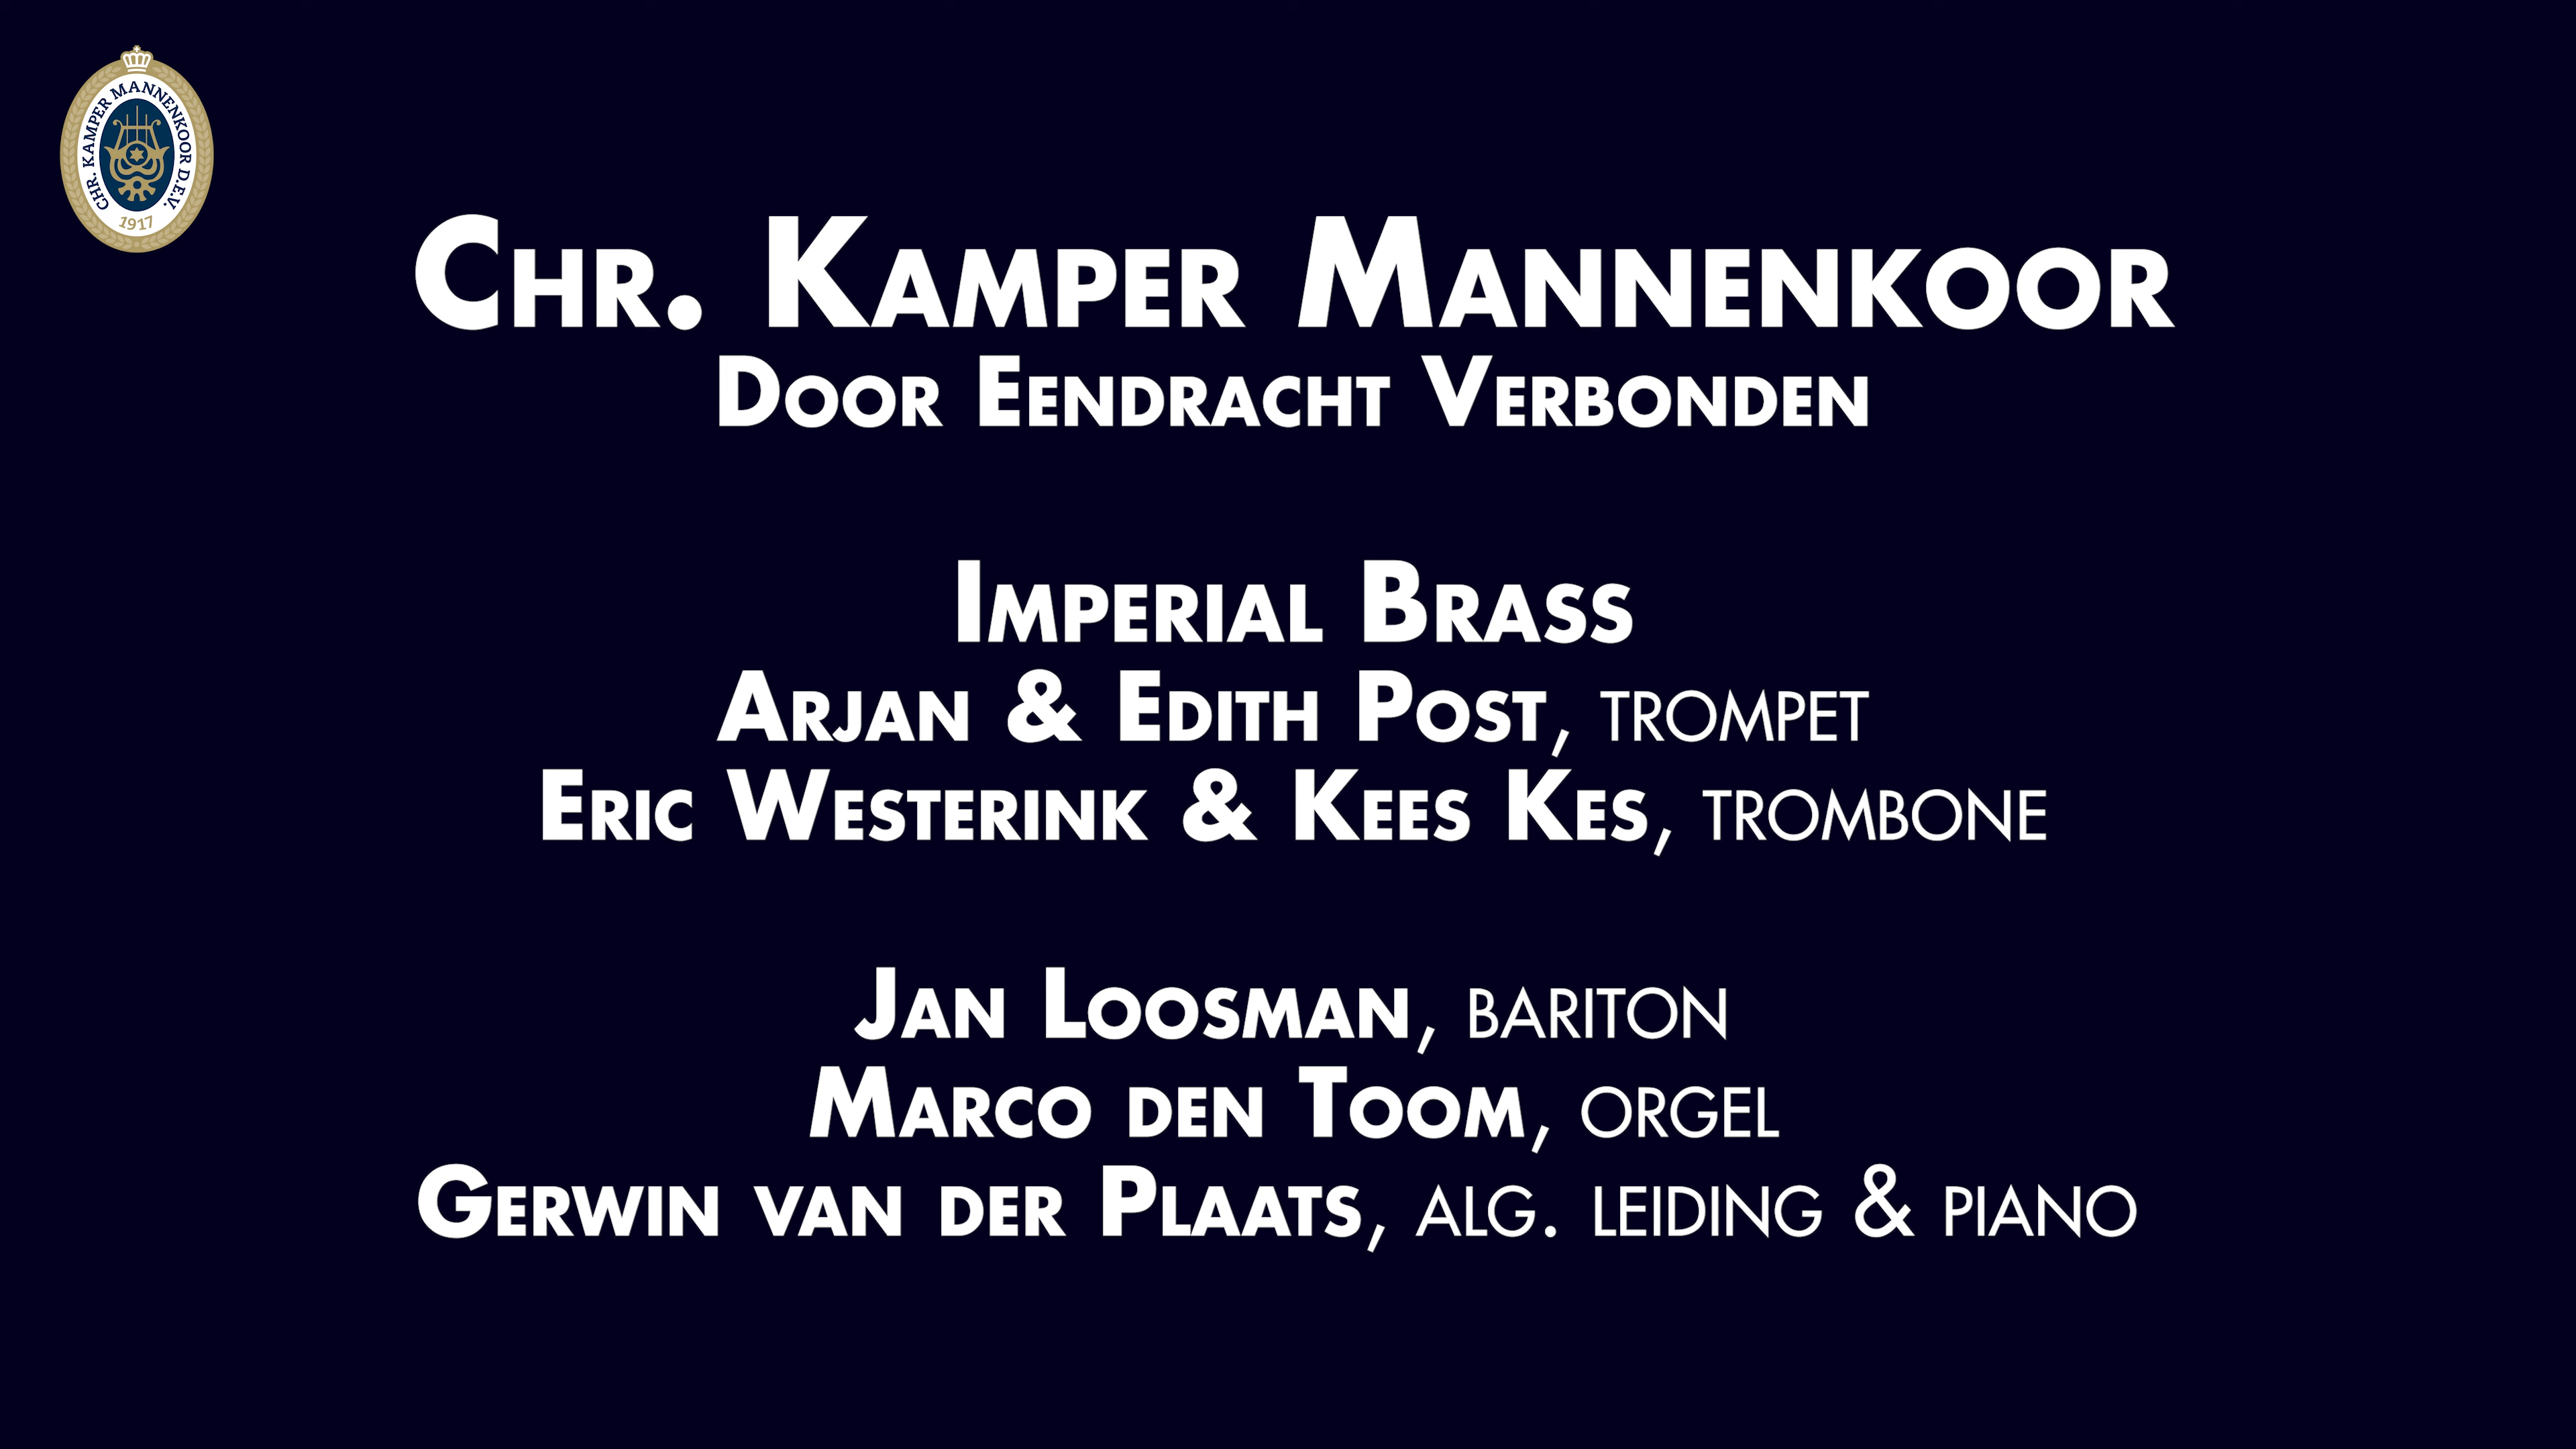 CHR. KAMPER MANNENKOOR D.E.V.
1917
CHR. KAMPER MANNENKOOR
DOOR EENDRACHT VERBONDEN
IMPERIAL BRASS
ARJAN & EDITH POST, TROMPET
ERIC WESTERINK & KEES KES, TROMBONE
JAN LOOSMAN, BARITON
MARCO DEN TOOM, ORGEL
GERWIN VAN DER PLAATS, ALG. LEIDING & PIANO